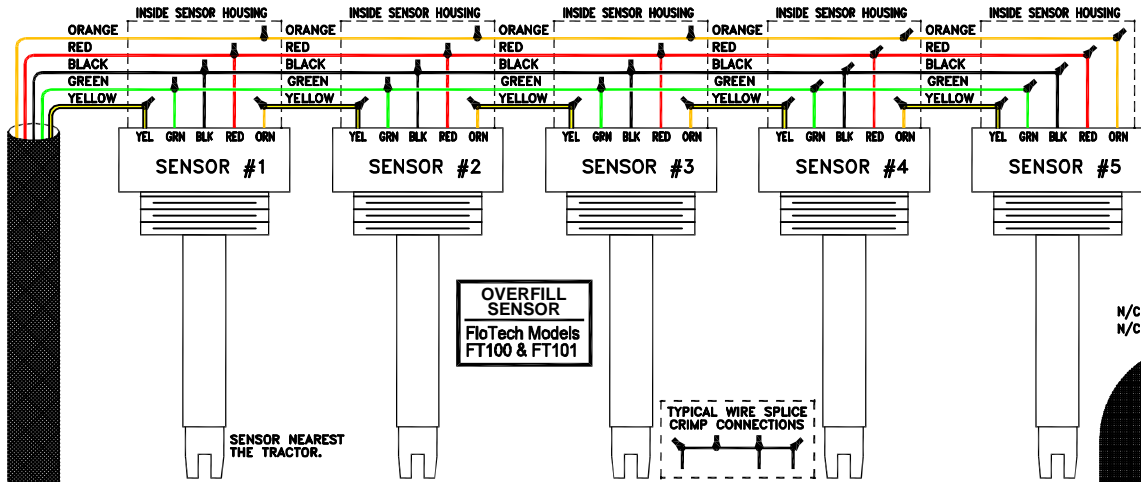 INSIDE SENSOR HOUSING INSIDE SENSOR HOUSING INSIDE SENSOR HOUSING INSIDE SENSOR HOUSING INSIDE SENSOR HOUSING
ORANGE ORANGE ORANGE ORANGE ORANGE
RED RED RED RED RED
BLACK BLACK BLACK BLACK BLACK
GREEN GREEN GREEN GREEN GREEN
YELLOW YELLOW YELLOW YELLOW YELLOW
YEL GRN BLK RED ORN YEL GRN BLK RED ORN YEL GRN BLK RED ORN YEL GRN BLK RED ORN YEL GRN BLK RED ORN
SENSOR #1 SENSOR #2 SENSOR #3 SENSOR #4 SENSOR #5
OVERFILL
SENSOR
FloTech Models
FT100 & FT101
N/C
N/C
TYPICAL WIRE SPLICE
CRIMP CONNECTIONS
SENSOR NEAREST
THE TRACTOR.